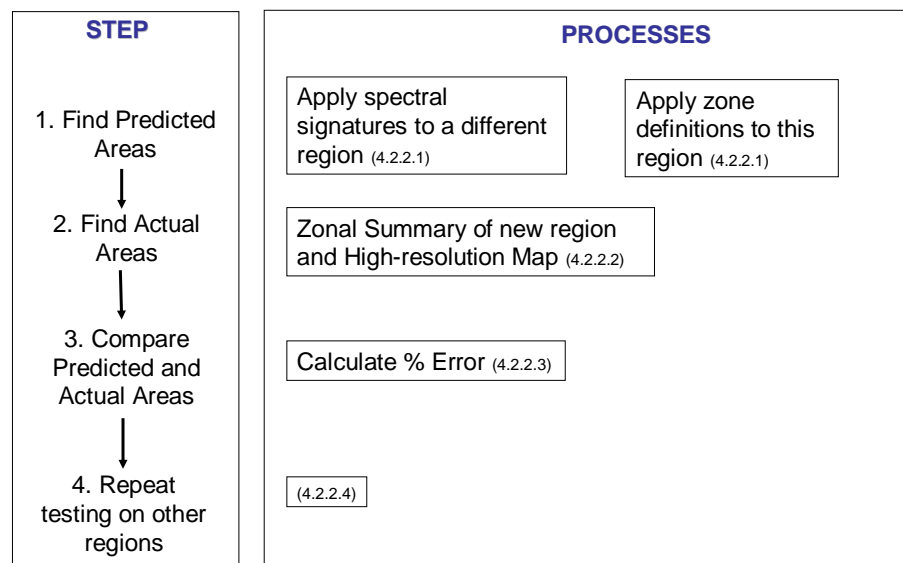 STEP
1. Find Predicted
Areas
2. Find Actual
Areas
3. Compare
Predicted and
Actual Areas
4. Repeat
testing on other
regions
PROCESSES
Apply spectral
signatures to a different
region (4.2.2.1)
Apply zone
definitions to this
region (4.2.2.1)
Zonal Summary of new region
and High-resolution Map (4.2.2.2)
Calculate % Error (4.2.2.3)
(4.2.2.4)